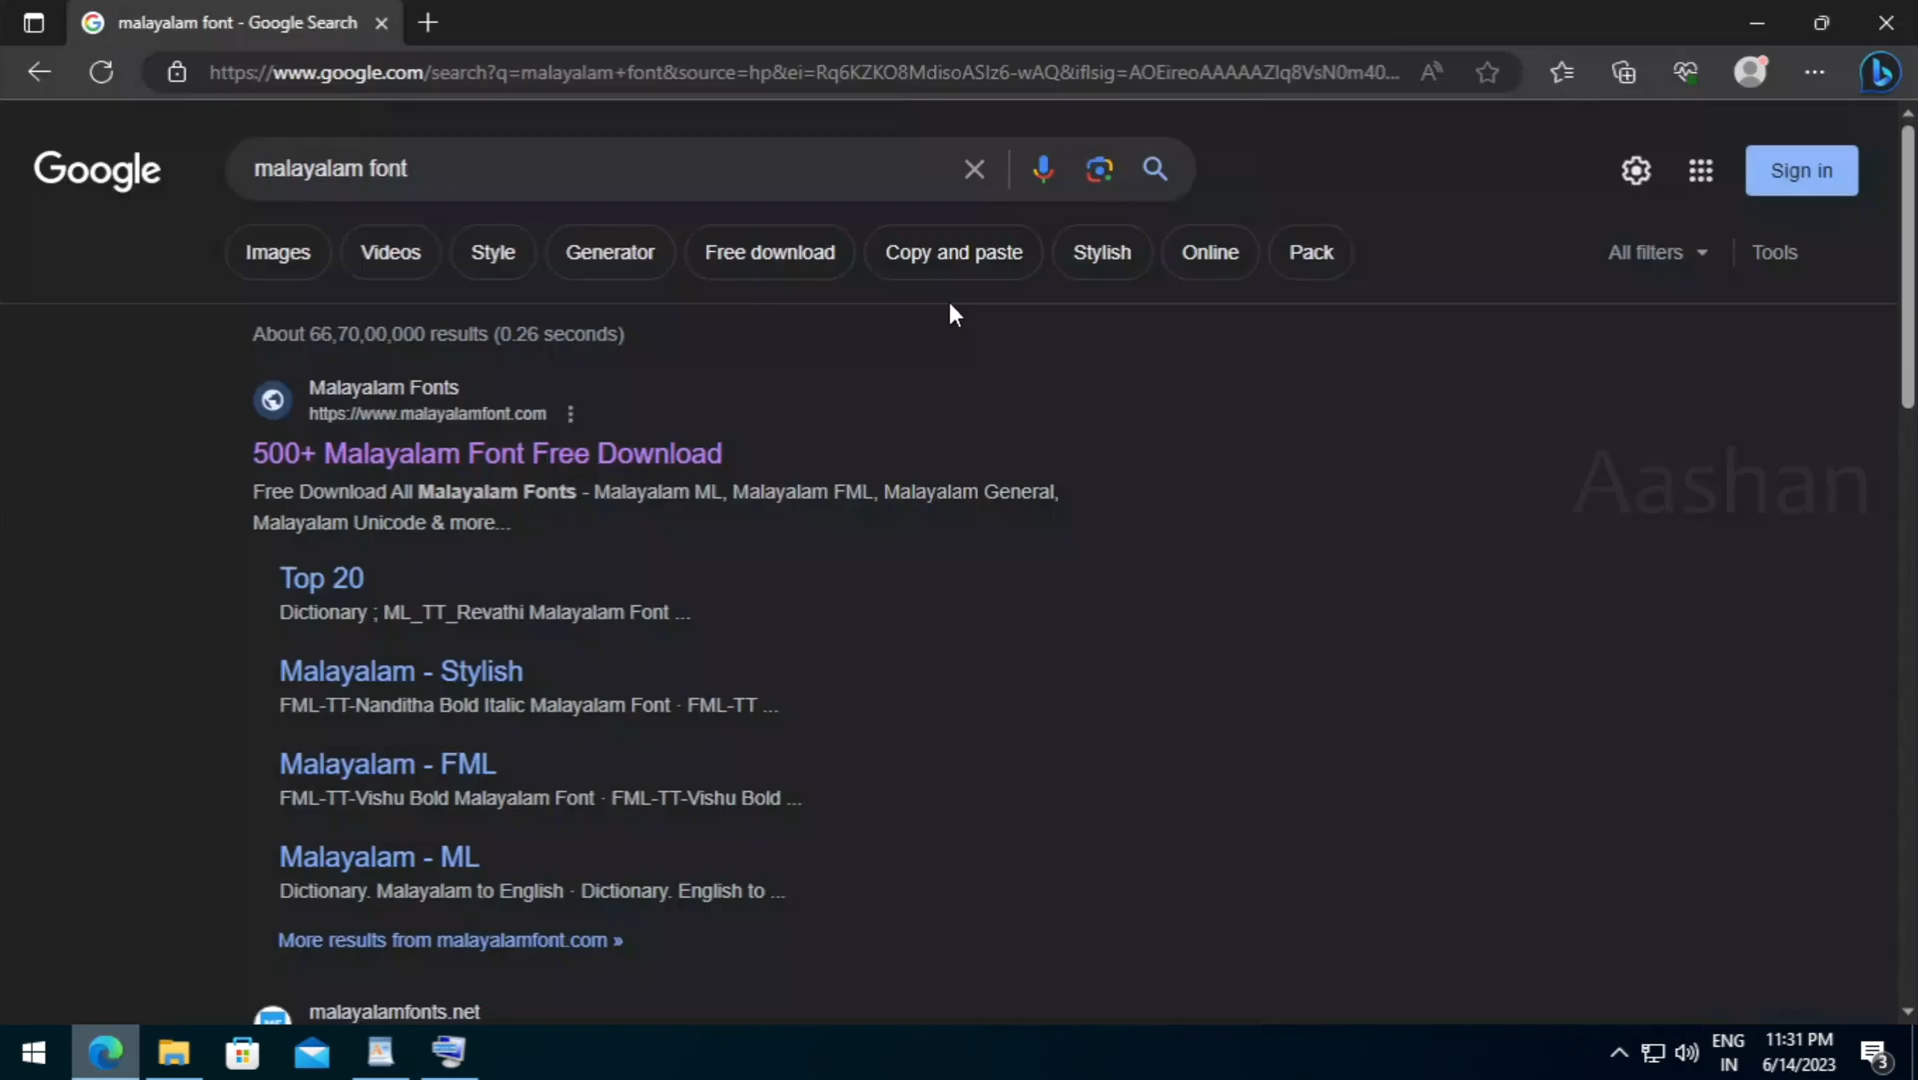 malayalam font - Google Search
https://www.google.com/search?q=malayalam+font&source=hp&ei=Rq6KZKO8MdisoASIz6-wAQ&iflsig=AOEireoAAAAAZIq8VsN0m40...
Google
malayalam font
Sign in
Images
Videos
Style
Generator
Free download
Copy and paste
Stylish
Online
Pack
All filters
Tools
About 66,70,00,000 results (0.26 seconds)
Malayalam Fonts
https://www.malayalamfont.com
500+ Malayalam Font Free Download
Free Download All Malayalam Fonts - Malayalam ML, Malayalam FML, Malayalam General,
Malayalam Unicode & more...
Aashan
Top 20
Dictionary ; ML_TT_Revathi Malayalam Font ...
Malayalam - Stylish
FML-TT-Nanditha Bold Italic Malayalam Font · FML-TT ...
Malayalam - FML
FML-TT-Vishu Bold Malayalam Font · FML-TT-Vishu Bold ...
Malayalam - ML
Dictionary. Malayalam to English · Dictionary. English to ...
More results from malayalamfont.com »
malayalamfonts.net
ENG
IN
11:31 PM
6/14/2023
3